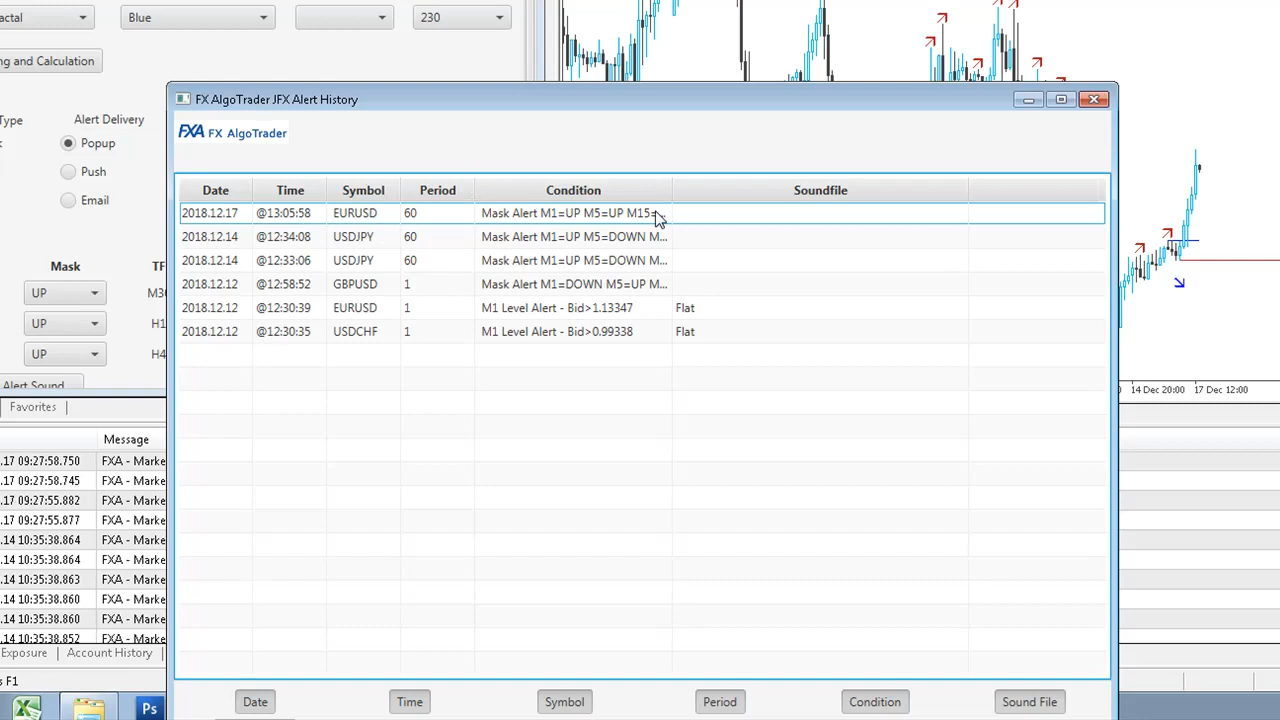 actal Blue 230
ng and Calculation
Type Alert Delivery
Popup
Push
Email
Mask TF
UP M30
UP H1
UP H4
Alert Sound
Favorites |
Message
.17 09:27:58.750 FXA - Marke
.17 09:27:58.745 FXA - Marke
.17 09:27:55.882 FXA - Marke
.17 09:27:55.877 FXA - Marke
.14 10:35:38.864 FXA - Marke
.14 10:35:38.864 FXA - Marke
.14 10:35:38.863 FXA - Marke
.14 10:35:38.860 FXA - Marke
.14 10:35:38.860 FXA - Marke
.14 10:35:38.852 FXA - Marke
Exposure | Account History |
s F1
Ps
FX AlgoTrader JFX Alert History
FXA FX AlgoTrader
Date Time Symbol Period Condition Soundfile
2018.12.17 @13:05:58 EURUSD 60 Mask Alert M1=UP M5=UP M15=
2018.12.14 @12:34:08 USDJPY 60 Mask Alert M1=UP M5=DOWN M...
2018.12.14 @12:33:06 USDJPY 60 Mask Alert M1=UP M5=DOWN M...
2018.12.12 @12:58:52 GBPUSD 1 Mask Alert M1=DOWN M5=UP M...
2018.12.12 @12:30:39 EURUSD 1 M1 Level Alert - Bid>1.13347 Flat
2018.12.12 @12:30:35 USDCHF 1 M1 Level Alert - Bid>0.99338 Flat
Date Time Symbol Period Condition Sound File
14 Dec 20:00 17 Dec 12:00